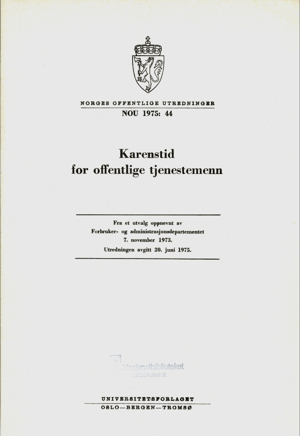 NORGES OFFENTLIGE UTREDNINGER
NOU 1975: 44
Karenstid
for offentlige tjenestemenn
Fra et utvalg oppnevnt av
Forbruker- og administrasjonsdepartementet
7. november 1973.
Utredningen avgitt 20. juni 1975.
UNIVERSITETSFORLAGET
OSLO—BERGEN—TROMSØ